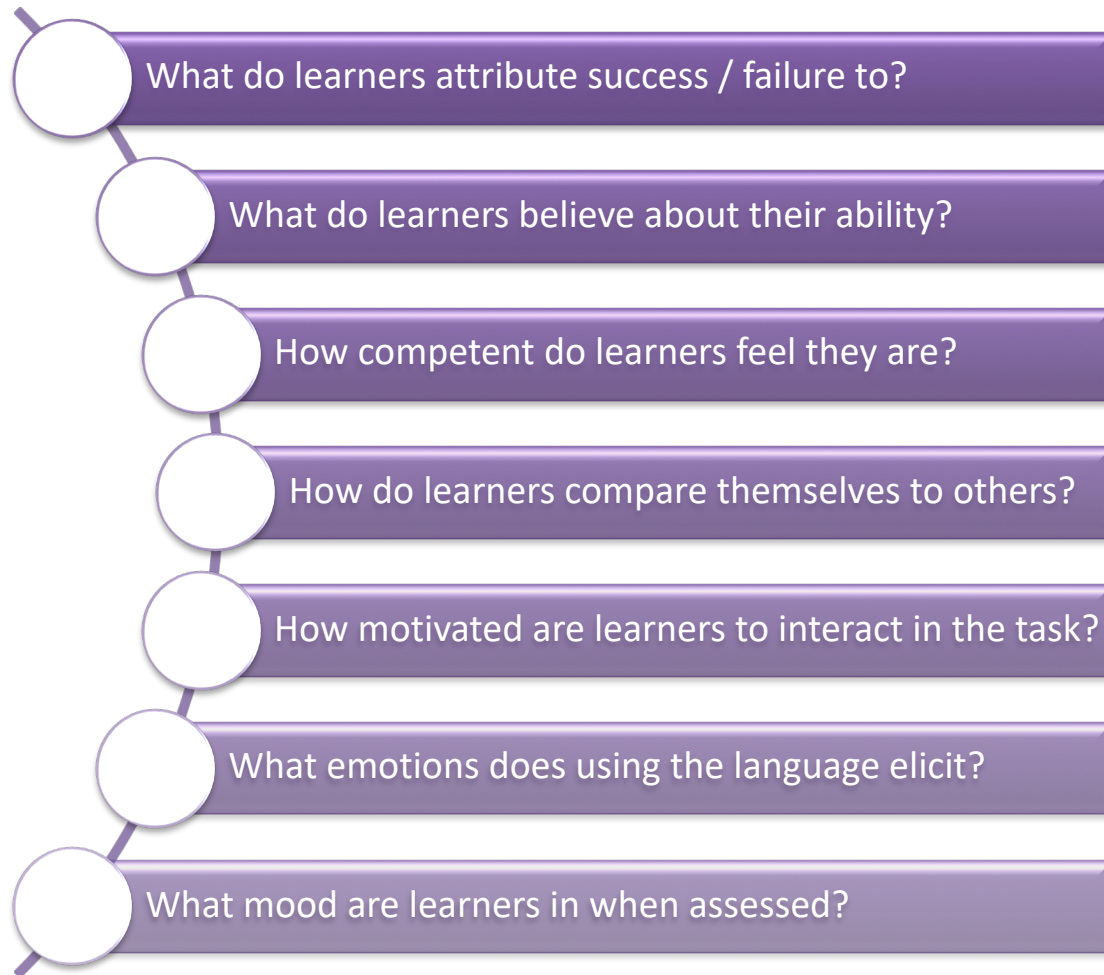 What do learners attribute success / failure to?
What do learners believe about their ability?
How competent do learners feel they are?
How do learners compare themselves to others?
How motivated are learners to interact in the task?
What emotions does using the language elicit?
What mood are learners in when assessed?